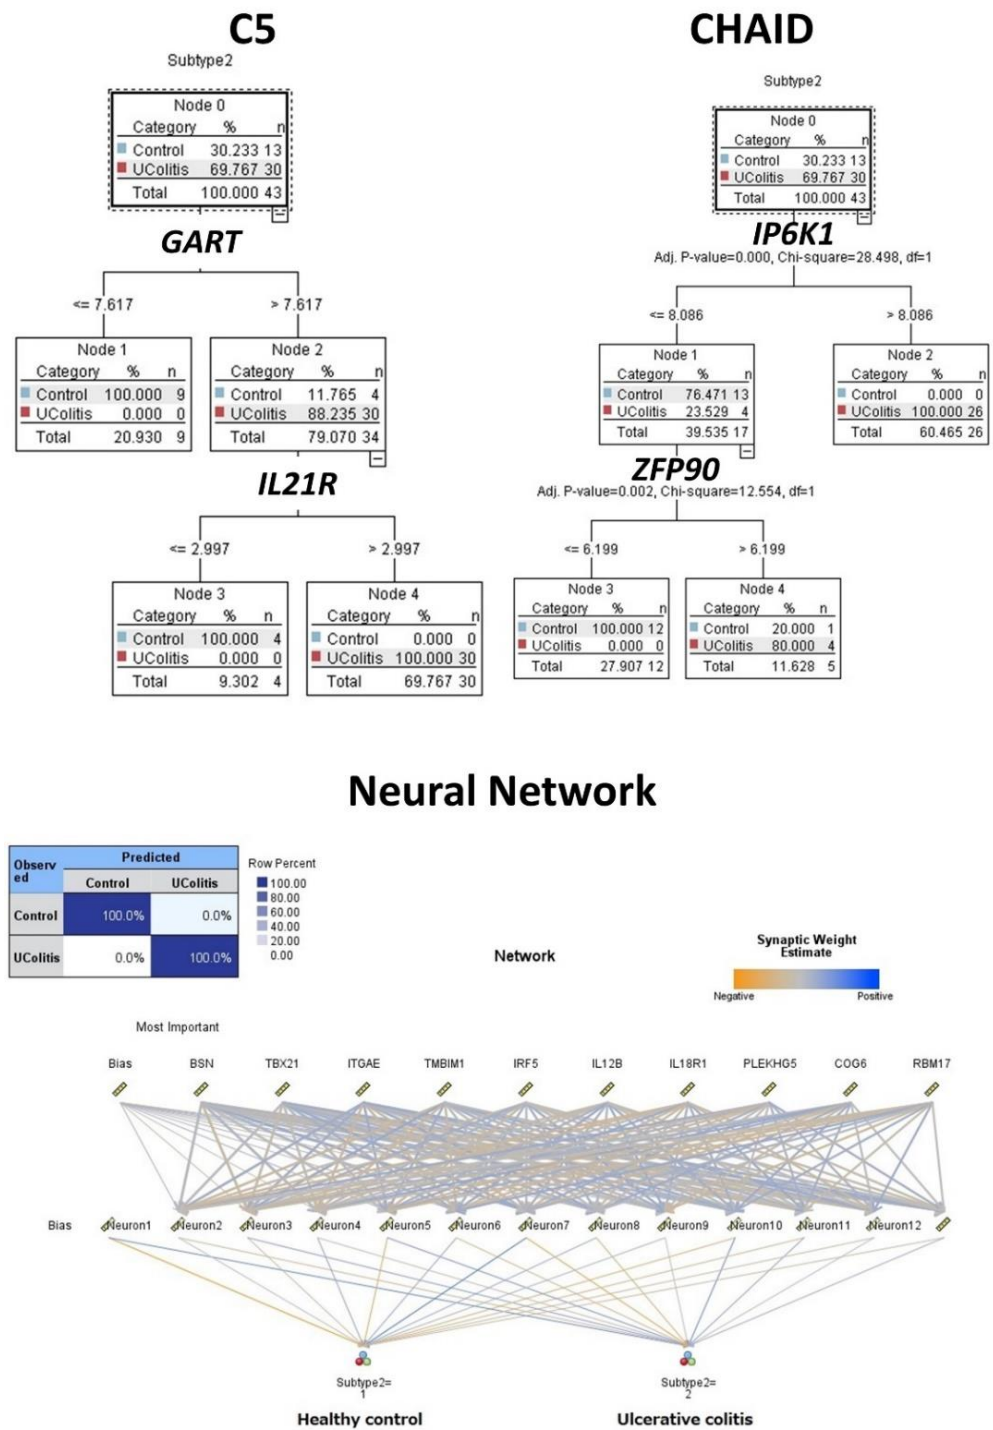 C5
Subtype2
Node 0
Category % n
Control 30.233 13
UColitis 69.767 30
Total 100.000 43
GART
<= 7.617 > 7.617
Node 1
Category % n
Control 100.000 9
UColitis 0.000 0
Total 20.930 9
Node 2
Category % n
Control 11.765 4
UColitis 88.235 30
Total 79.070 34
IL21R
<= 2.997 > 2.997
Node 3
Category % n
Control 100.000 4
UColitis 0.000 0
Total 9.302 4
Node 4
Category % n
Control 0.000 0
UColitis 100.000 30
Total 69.767 30
CHAID
Subtype2
Node 0
Category % n
Control 30.233 13
UColitis 69.767 30
Total 100.000 43
IP6K1
Adj. P-value=0.000, Chi-square=28.498, df=1
<= 8.086 > 8.086
Node 1
Category % n
Control 76.471 13
UColitis 23.529 4
Total 39.535 17
Node 2
Category % n
Control 0.000 0
UColitis 100.000 26
Total 60.465 26
ZFP90
Adj. P-value=0.002, Chi-square=12.554, df=1
<= 6.199 > 6.199
Node 3
Category % n
Control 100.000 12
UColitis 0.000 0
Total 27.907 12
Node 4
Category % n
Control 20.000 1
UColitis 80.000 4
Total 11.628 5
Neural Network
Observ
ed
Predicted
Control UColitis
Control 100.0% 0.0%
UColitis 0.0% 100.0%
Row Percent
100.00
80.00
60.00
40.00
20.00
0.00
Network
Synaptic Weight
Estimate
Negative Positive
Most Important
Bias BSN TBX21 ITGAE TMBIM1 IRF5 IL12B IL18R1 PLEKHG5 COG6 RBM17
Bias Neuron1 Neuron2 Neuron3 Neuron4 Neuron5 Neuron6 Neuron7 Neuron8 Neuron9 Neuron10 Neuron11 Neuron12
Subtype2=
1
Subtype2=
2
Healthy control Ulcerative colitis